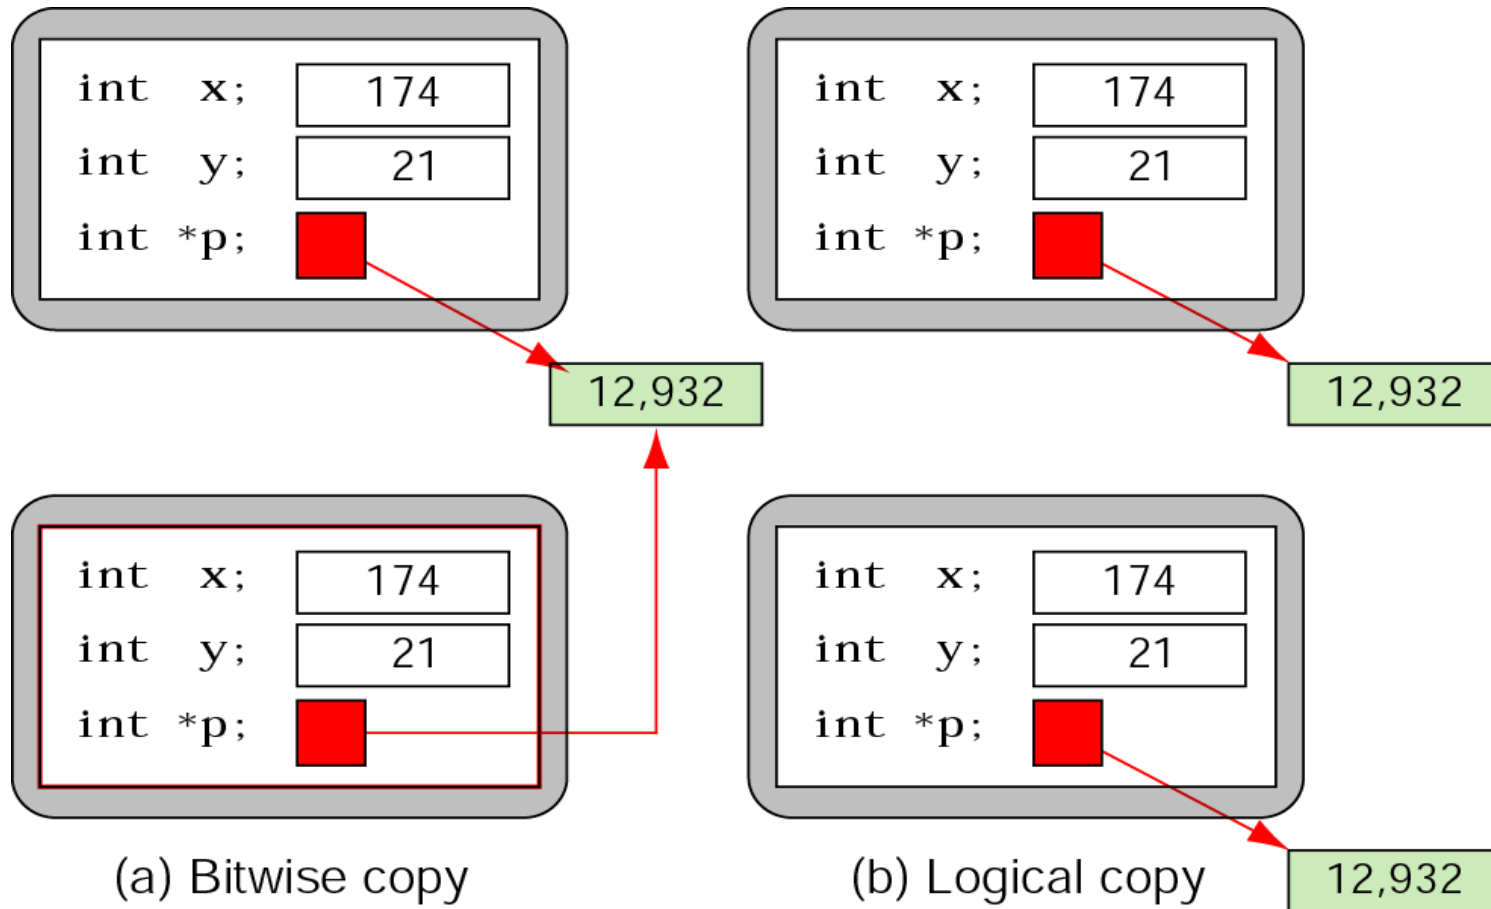 int x; 174
int y; 21
int *p;
12,932
int x; 174
int y; 21
int *p;
(a) Bitwise copy
int x; 174
int y; 21
int *p;
12,932
int x; 174
int y; 21
int *p;
12,932
(b) Logical copy